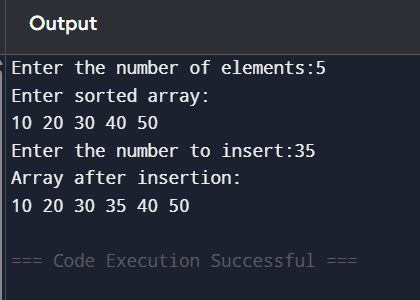 Output
Enter the number of elements:5
Enter sorted array:
10 20 30 40 50
Enter the number to insert:35
Array after insertion:
10 20 30 35 40 50
=== Code Execution Successful ===